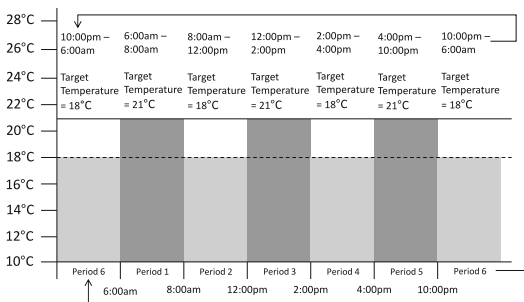 28°C
26°C
24°C
22°C
20°C
18°C
16°C
14°C
12°C
10°C
10:00pm –
6:00am
Target
Temperature
= 18°C
6:00am –
8:00am
Target
Temperature
= 21°C
8:00am –
12:00pm
Target
Temperature
= 18°C
12:00pm –
2:00pm
Target
Temperature
= 21°C
2:00pm –
4:00pm
Target
Temperature
= 18°C
4:00pm –
10:00pm
Target
Temperature
= 21°C
10:00pm –
6:00am
Target
Temperature
= 18°C
Period 6
Period 1
Period 2
Period 3
Period 4
Period 5
Period 6
6:00am
8:00am
12:00pm
2:00pm
4:00pm
10:00pm